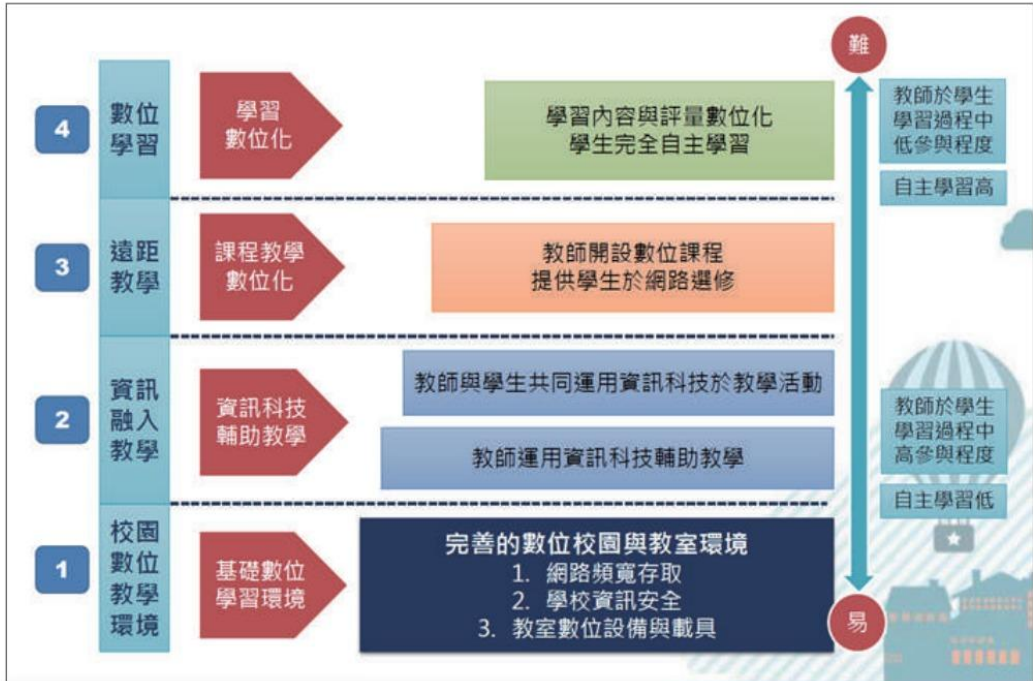 難
4
數位
學習
學習
數位化
學習內容與評量數位化
學生完全自主學習
教師於學生
學習過程中
低參與程度
自主學習高
3
遠距
教學
課程教學
數位化
教師開設數位課程
提供學生於網路選修
2
資訊
融入
教學
資訊科技
輔助教學
教師與學生共同運用資訊科技於教學活動
教師運用資訊科技輔助教學
教師於學生
學習過程中
高參與程度
自主學習低
1
校園
數位
教學
環境
基礎數位
學習環境
完善的數位校園與教室環境
1. 網路頻寬存取
2. 學校資訊安全
3. 教室數位設備與載具
易